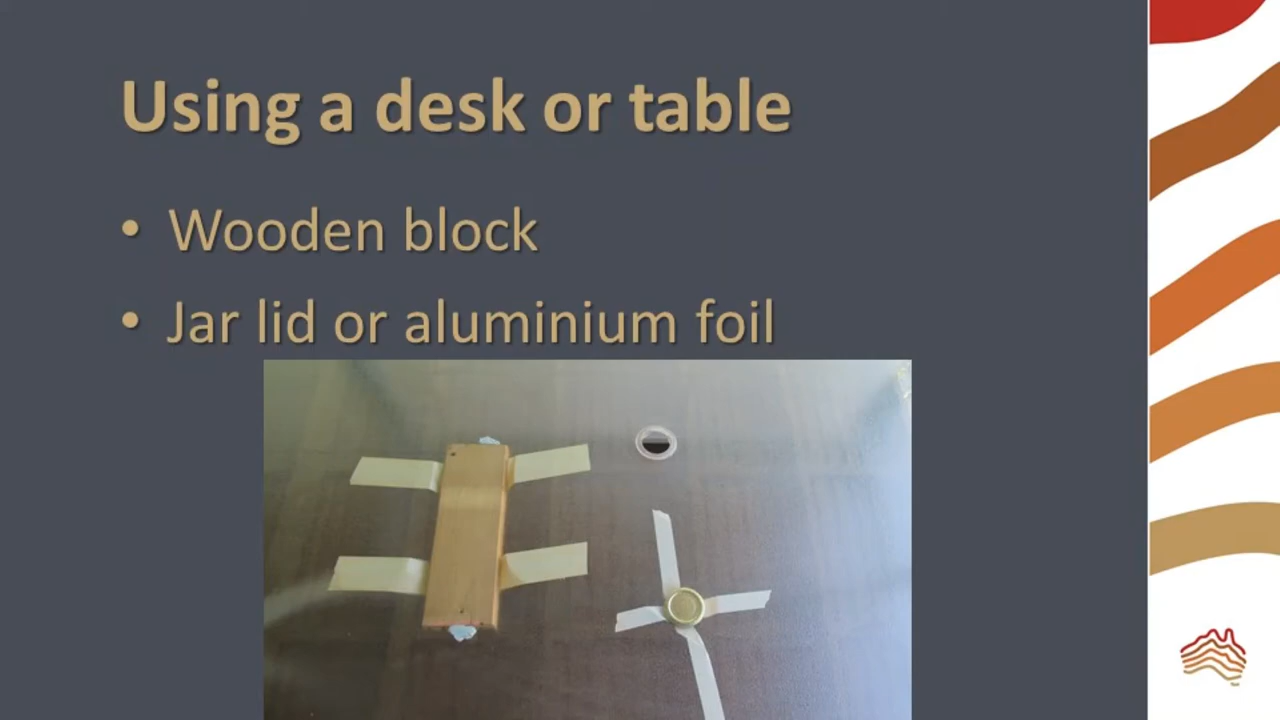 Using a desk or table
• Wooden block
• Jar lid or aluminium foil